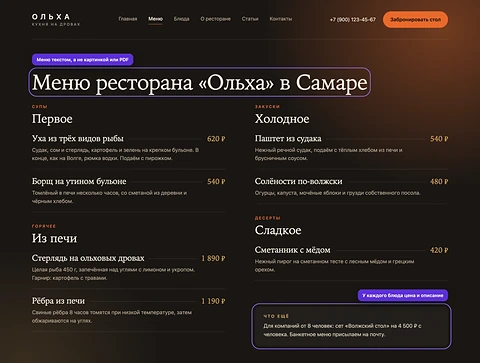 ОЛЬХА
КУХНЯ НА ДРОВАХ
Главная Меню Блюда О ресторане Статьи Контакты
+7 (900) 123-45-67
Забронировать стол
Меню текстом, а не картинкой или PDF
Меню ресторана «Ольха» в Самаре
СУПЫ
Первое
Уха из трёх видов рыбы 620 ₽
Судак, сом и стерлядь, картофель и зелень на крепком бульоне. В
конце, как на Волге, рюмка водки. Подаём с пирожком.
Борщ на утином бульоне 540 ₽
Томлёный в печи несколько часов, со сметаной из деревни и
чёрным хлебом.
ГОРЯЧЕЕ
Из печи
Стерлядь на ольховых дровах 1 890 ₽
Целая рыба 450 г, запечённая над углями с лимоном и укропом.
Гарнир: картофель с травами.
Рёбра из печи 1 190 ₽
Свиные рёбра 8 часов томятся при низкой температуре, затем
обжариваются на углях.
ЗАКУСКИ
Холодное
Паштет из судака 540 ₽
Нежный речной судак, подаём с тёплым хлебом из печи и
брусничным соусом.
Солёности по-волжски 480 ₽
Огурцы, капуста, мочёные яблоки и грузди собственного посола.
ДЕСЕРТЫ
Сладкое
Сметанник с мёдом 420 ₽
Нежный пирог на сметанном тесте с лесным мёдом и грецким
орехом.
У каждого блюда цена и описание
ЧТО ЕЩЁ
Для компаний от 8 человек: сет «Волжский стол» на 4 500 ₽ с
человека. Банкетное меню присылаем на почту.